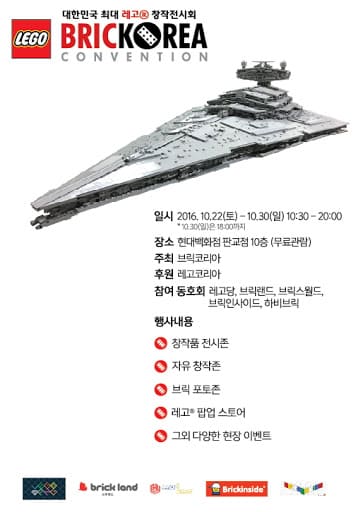 대한민국 최대 레고® 창작전시회
LEGO
BRICKOREA
CONVENTION
일시 2016. 10.22(토) - 10.30(일) 10:30 - 20:00
* 10.30(일)은 18:00까지
장소 현대백화점 판교점 10층 (무료관람)
주최 브릭코리아
후원 레고코리아
참여 동호회 레고당, 브릭랜드, 브릭스월드,
브릭인사이드, 하비브릭
행사내용
창작품 전시존
자유 창작존
브릭 포토존
레고® 팝업 스토어
그외 다양한 현장 이벤트
brick land
Brickinside